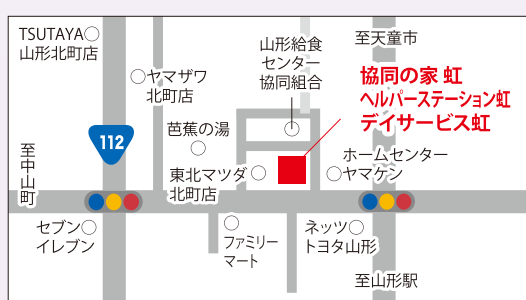 TSUTAYA
山形北町店
ヤマザワ
北町店
山形給食
センター
協同組合
至天童市
協同の家 虹
ヘルパーステーション虹
デイサービス虹
112
芭蕉の湯
至中山町
東北マツダ
北町店
ホームセンター
ヤマケン
セブン
イレブン
ファミリー
マート
ネッツ
トヨタ山形
至山形駅